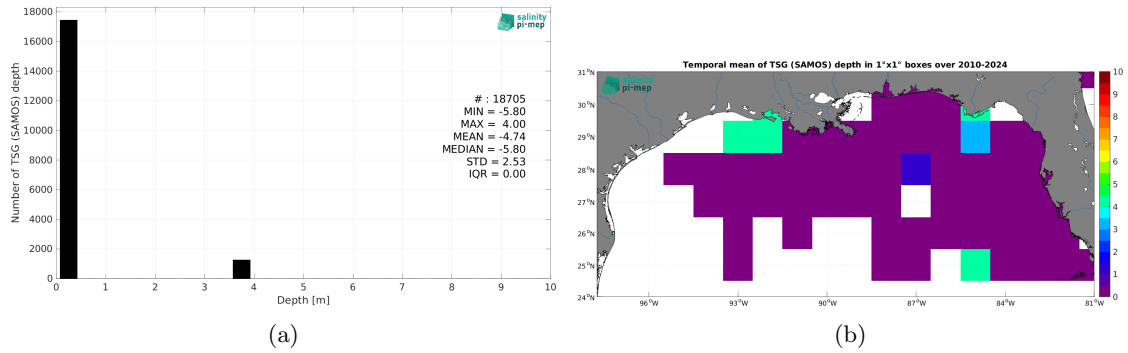 18000
16000
14000
12000
10000
8000
6000
4000
2000
0
Number of TSG (SAMOS) depth
salinity
pi-mep
# : 18705
MIN = -5.80
MAX = 4.00
MEAN = -4.74
MEDIAN = -5.80
STD = 2.53
IQR = 0.00
0 1 2 3 4 5 6 7 8 9 10
Depth [m]
(a)
Temporal mean of TSG (SAMOS) depth in 1°x1° boxes over 2010-2024
salinity
pi-mep
31°N
30°N
29°N
28°N
27°N
26°N
25°N
24°N
96°W 93°W 90°W 87°W 84°W 81°W
10
9
8
7
6
5
4
3
2
1
0
(b)